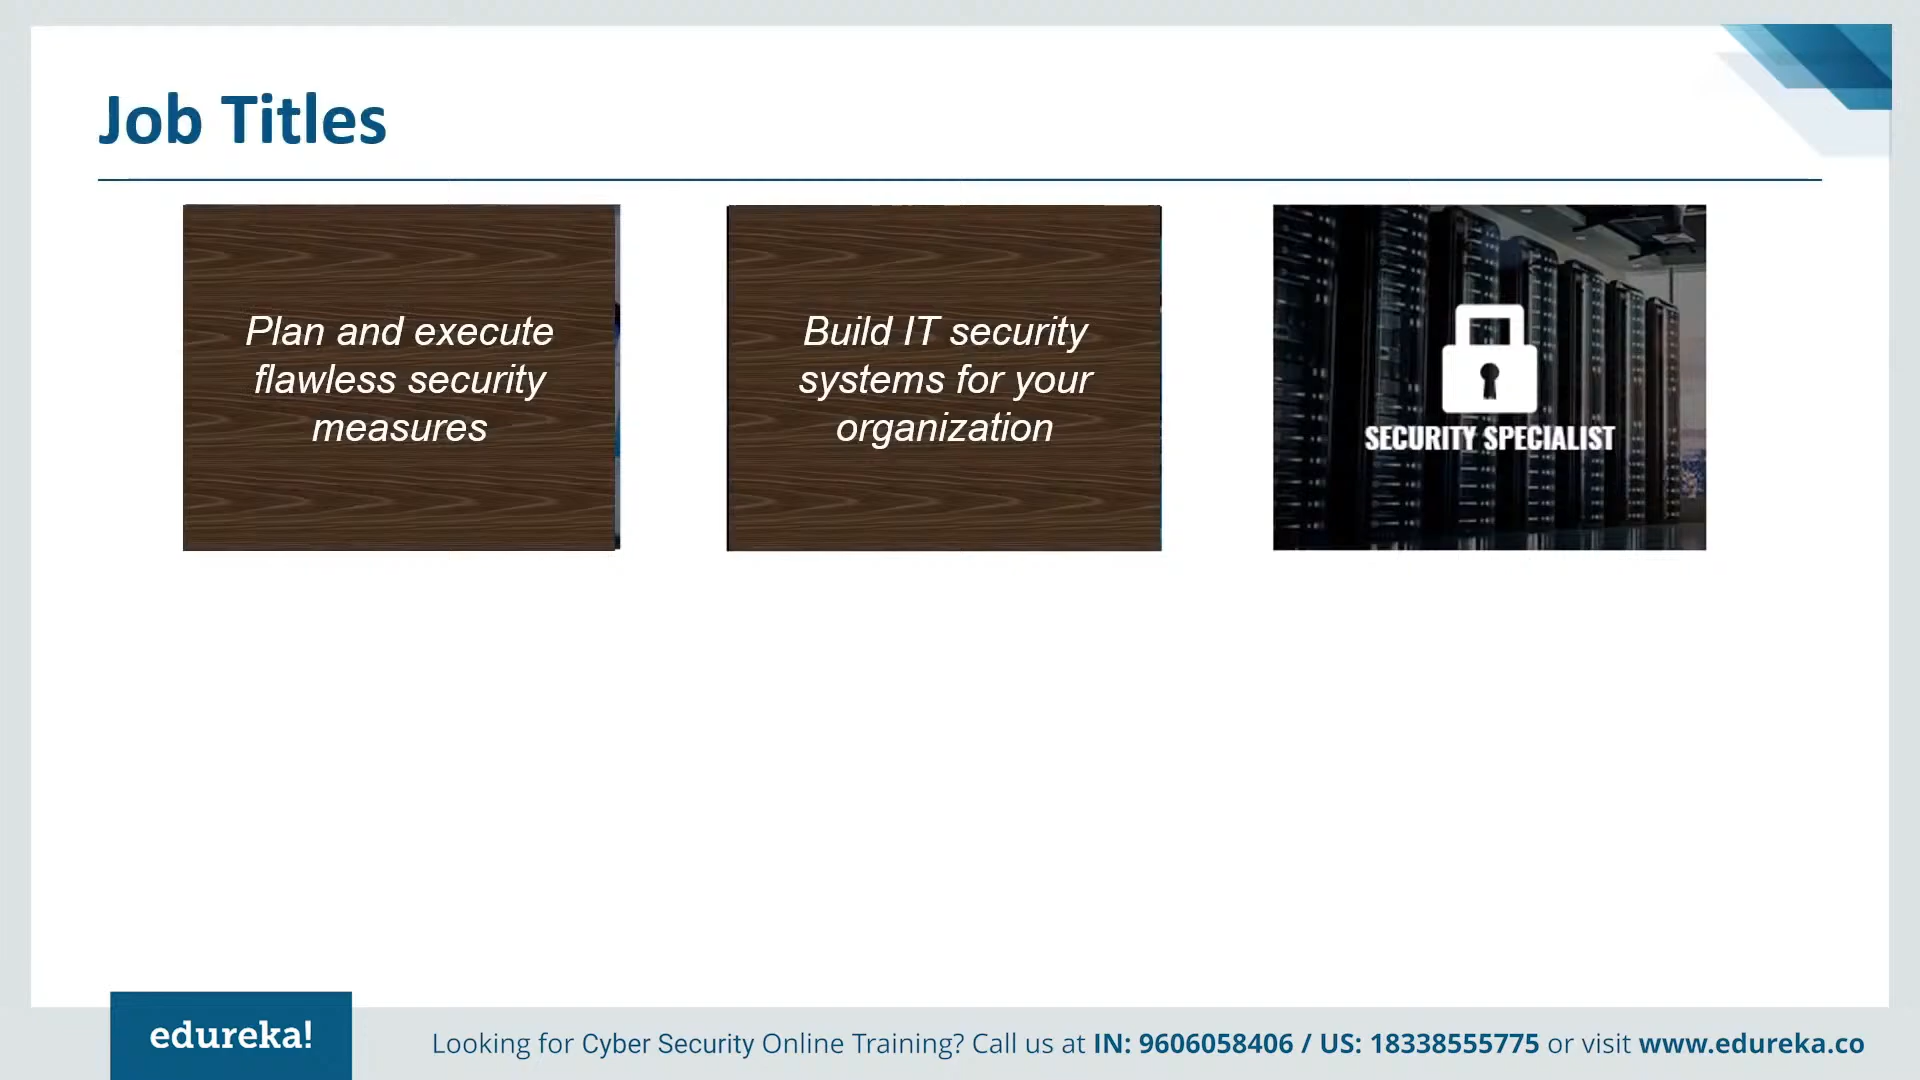 Job Titles
Plan and execute
flawless security
measures
Build IT security
systems for your
organization
SECURITY SPECIALIST
edureka!
Looking for Cyber Security Online Training? Call us at IN: 9606058406 / US: 18338555775 or visit www.edureka.co